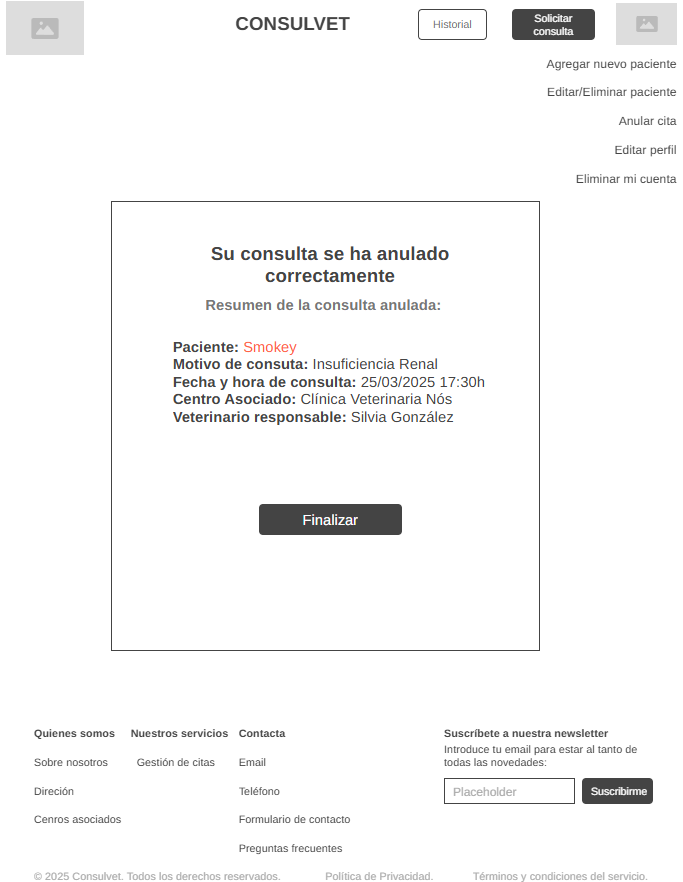 CONSULVET
Historial
Solicitar
consulta
Agregar nuevo paciente
Editar/Eliminar paciente
Anular cita
Editar perfil
Eliminar mi cuenta
Su consulta se ha anulado
correctamente
Resumen de la consulta anulada:
Paciente: Smokey
Motivo de consuta: Insuficiencia Renal
Fecha y hora de consulta: 25/03/2025 17:30h
Centro Asociado: Clínica Veterinaria Nós
Veterinario responsable: Silvia González
Finalizar
Quienes somos
Sobre nosotros
Direción
Cenros asociados
Nuestros servicios
Gestión de citas
Contacta
Email
Teléfono
Formulario de contacto
Preguntas frecuentes
Suscríbete a nuestra newsletter
Introduce tu email para estar al tanto de
todas las novedades:
Placeholder
Suscribirme
© 2025 Consulvet. Todos los derechos reservados.
Política de Privacidad.
Términos y condiciones del servicio.